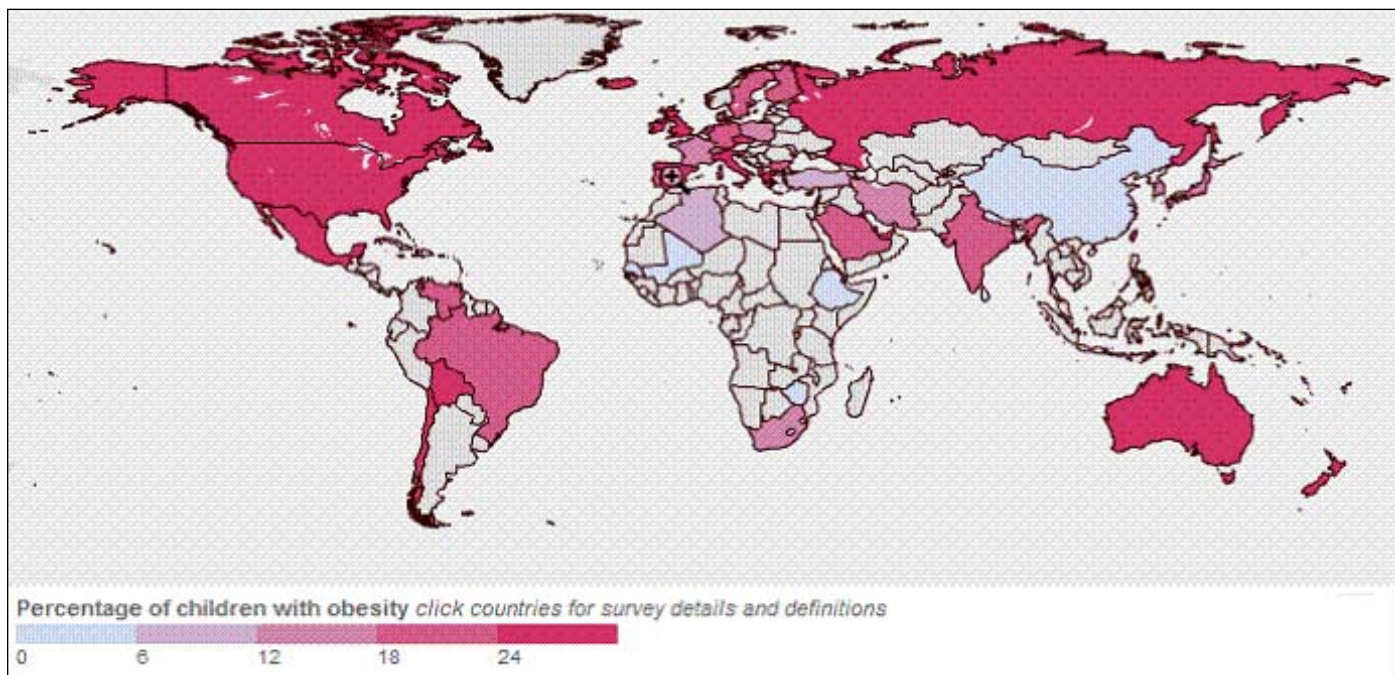 Percentage of children with obesity click countries for survey details and definitions
0 6 12 18 24